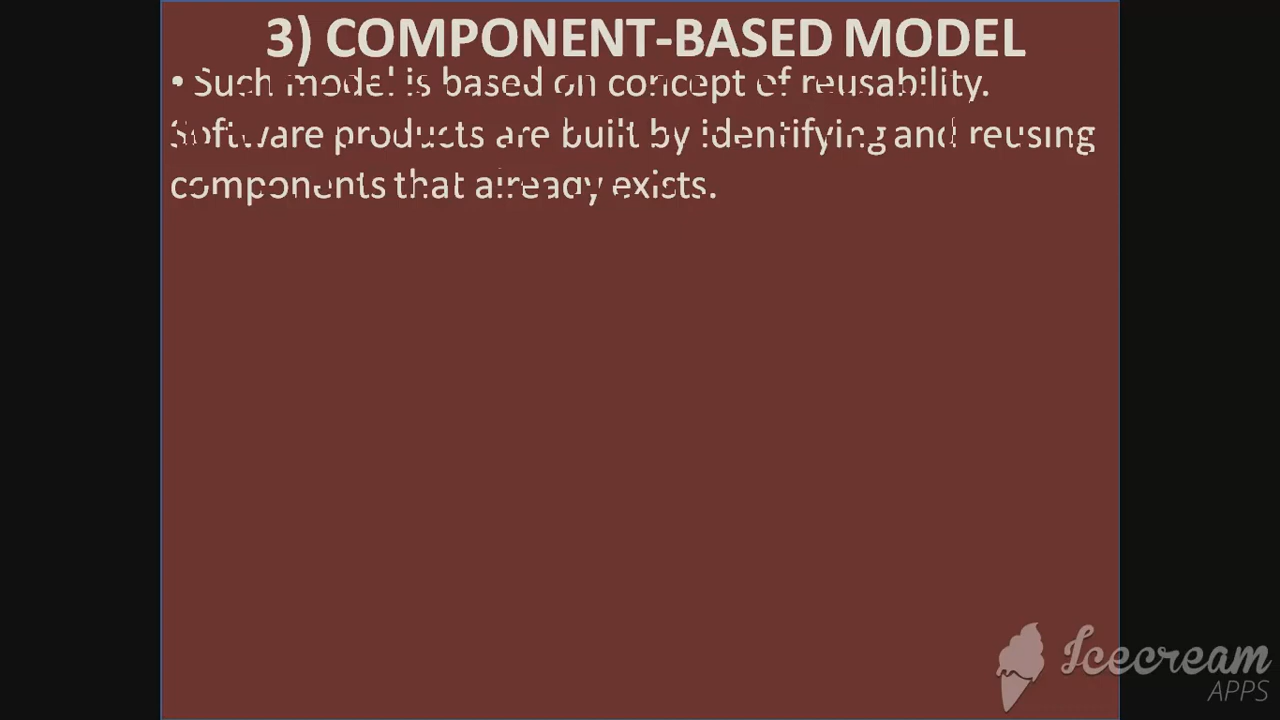 3) COMPONENT-BASED MODEL
• Such model is based on concept of reusability.
Software products are built by identifying and reusing
components that already exists.
Icecream
APPS